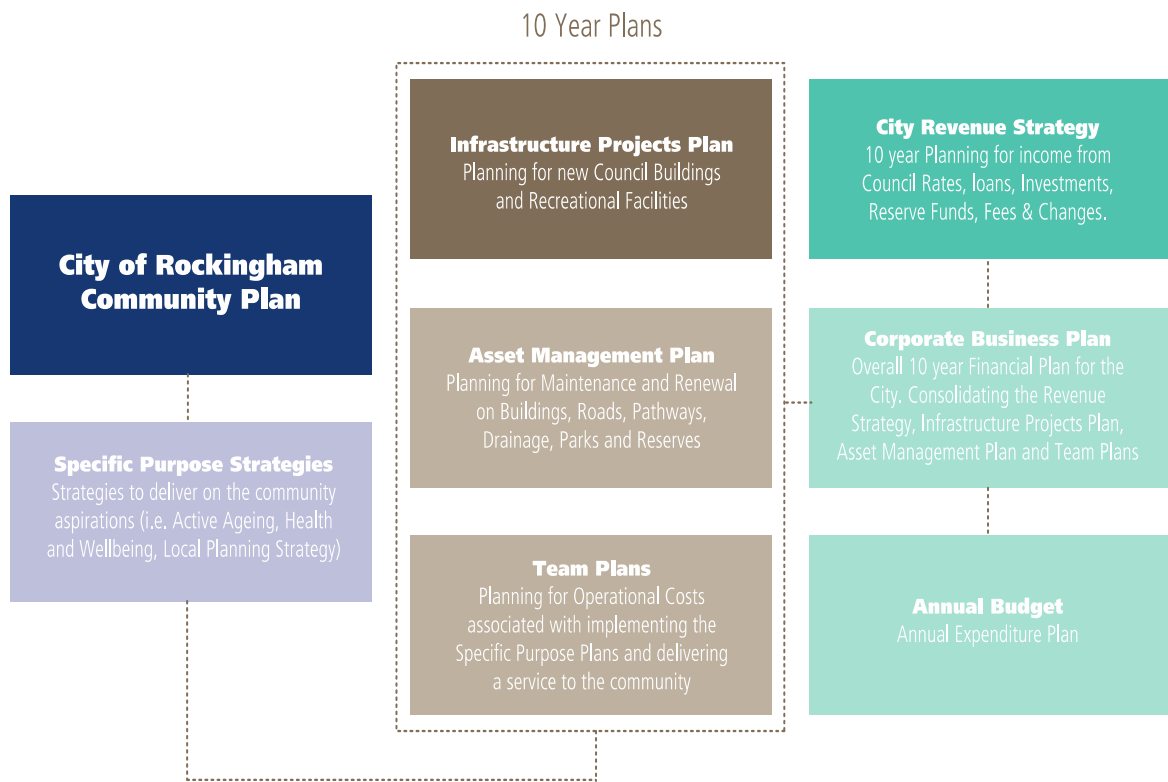 10 Year Plans
City of Rockingham
Community Plan
Specific Purpose Strategies
Strategies to deliver on the community
aspirations (i.e. Active Ageing, Health
and Wellbeing, Local Planning Strategy)
Infrastructure Projects Plan
Planning for new Council Buildings
and Recreational Facilities
Asset Management Plan
Planning for Maintenance and Renewal
on Buildings, Roads, Pathways,
Drainage, Parks and Reserves
Team Plans
Planning for Operational Costs
associated with implementing the
Specific Purpose Plans and delivering
a service to the community
City Revenue Strategy
10 year Planning for income from
Council Rates, loans, Investments,
Reserve Funds, Fees & Changes.
Corporate Business Plan
Overall 10 year Financial Plan for the
City. Consolidating the Revenue
Strategy, Infrastructure Projects Plan,
Asset Management Plan and Team Plans
Annual Budget
Annual Expenditure Plan